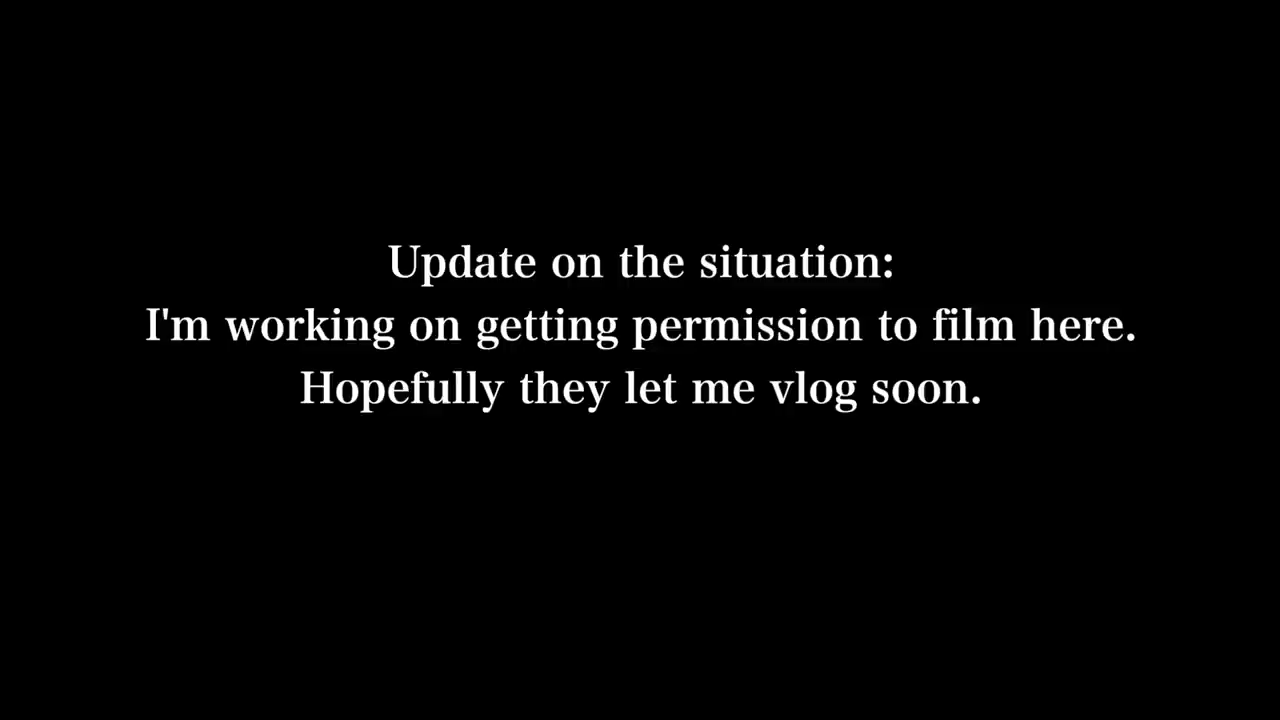 Update on the situation:
I'm working on getting permission to film here.
Hopefully they let me vlog soon.